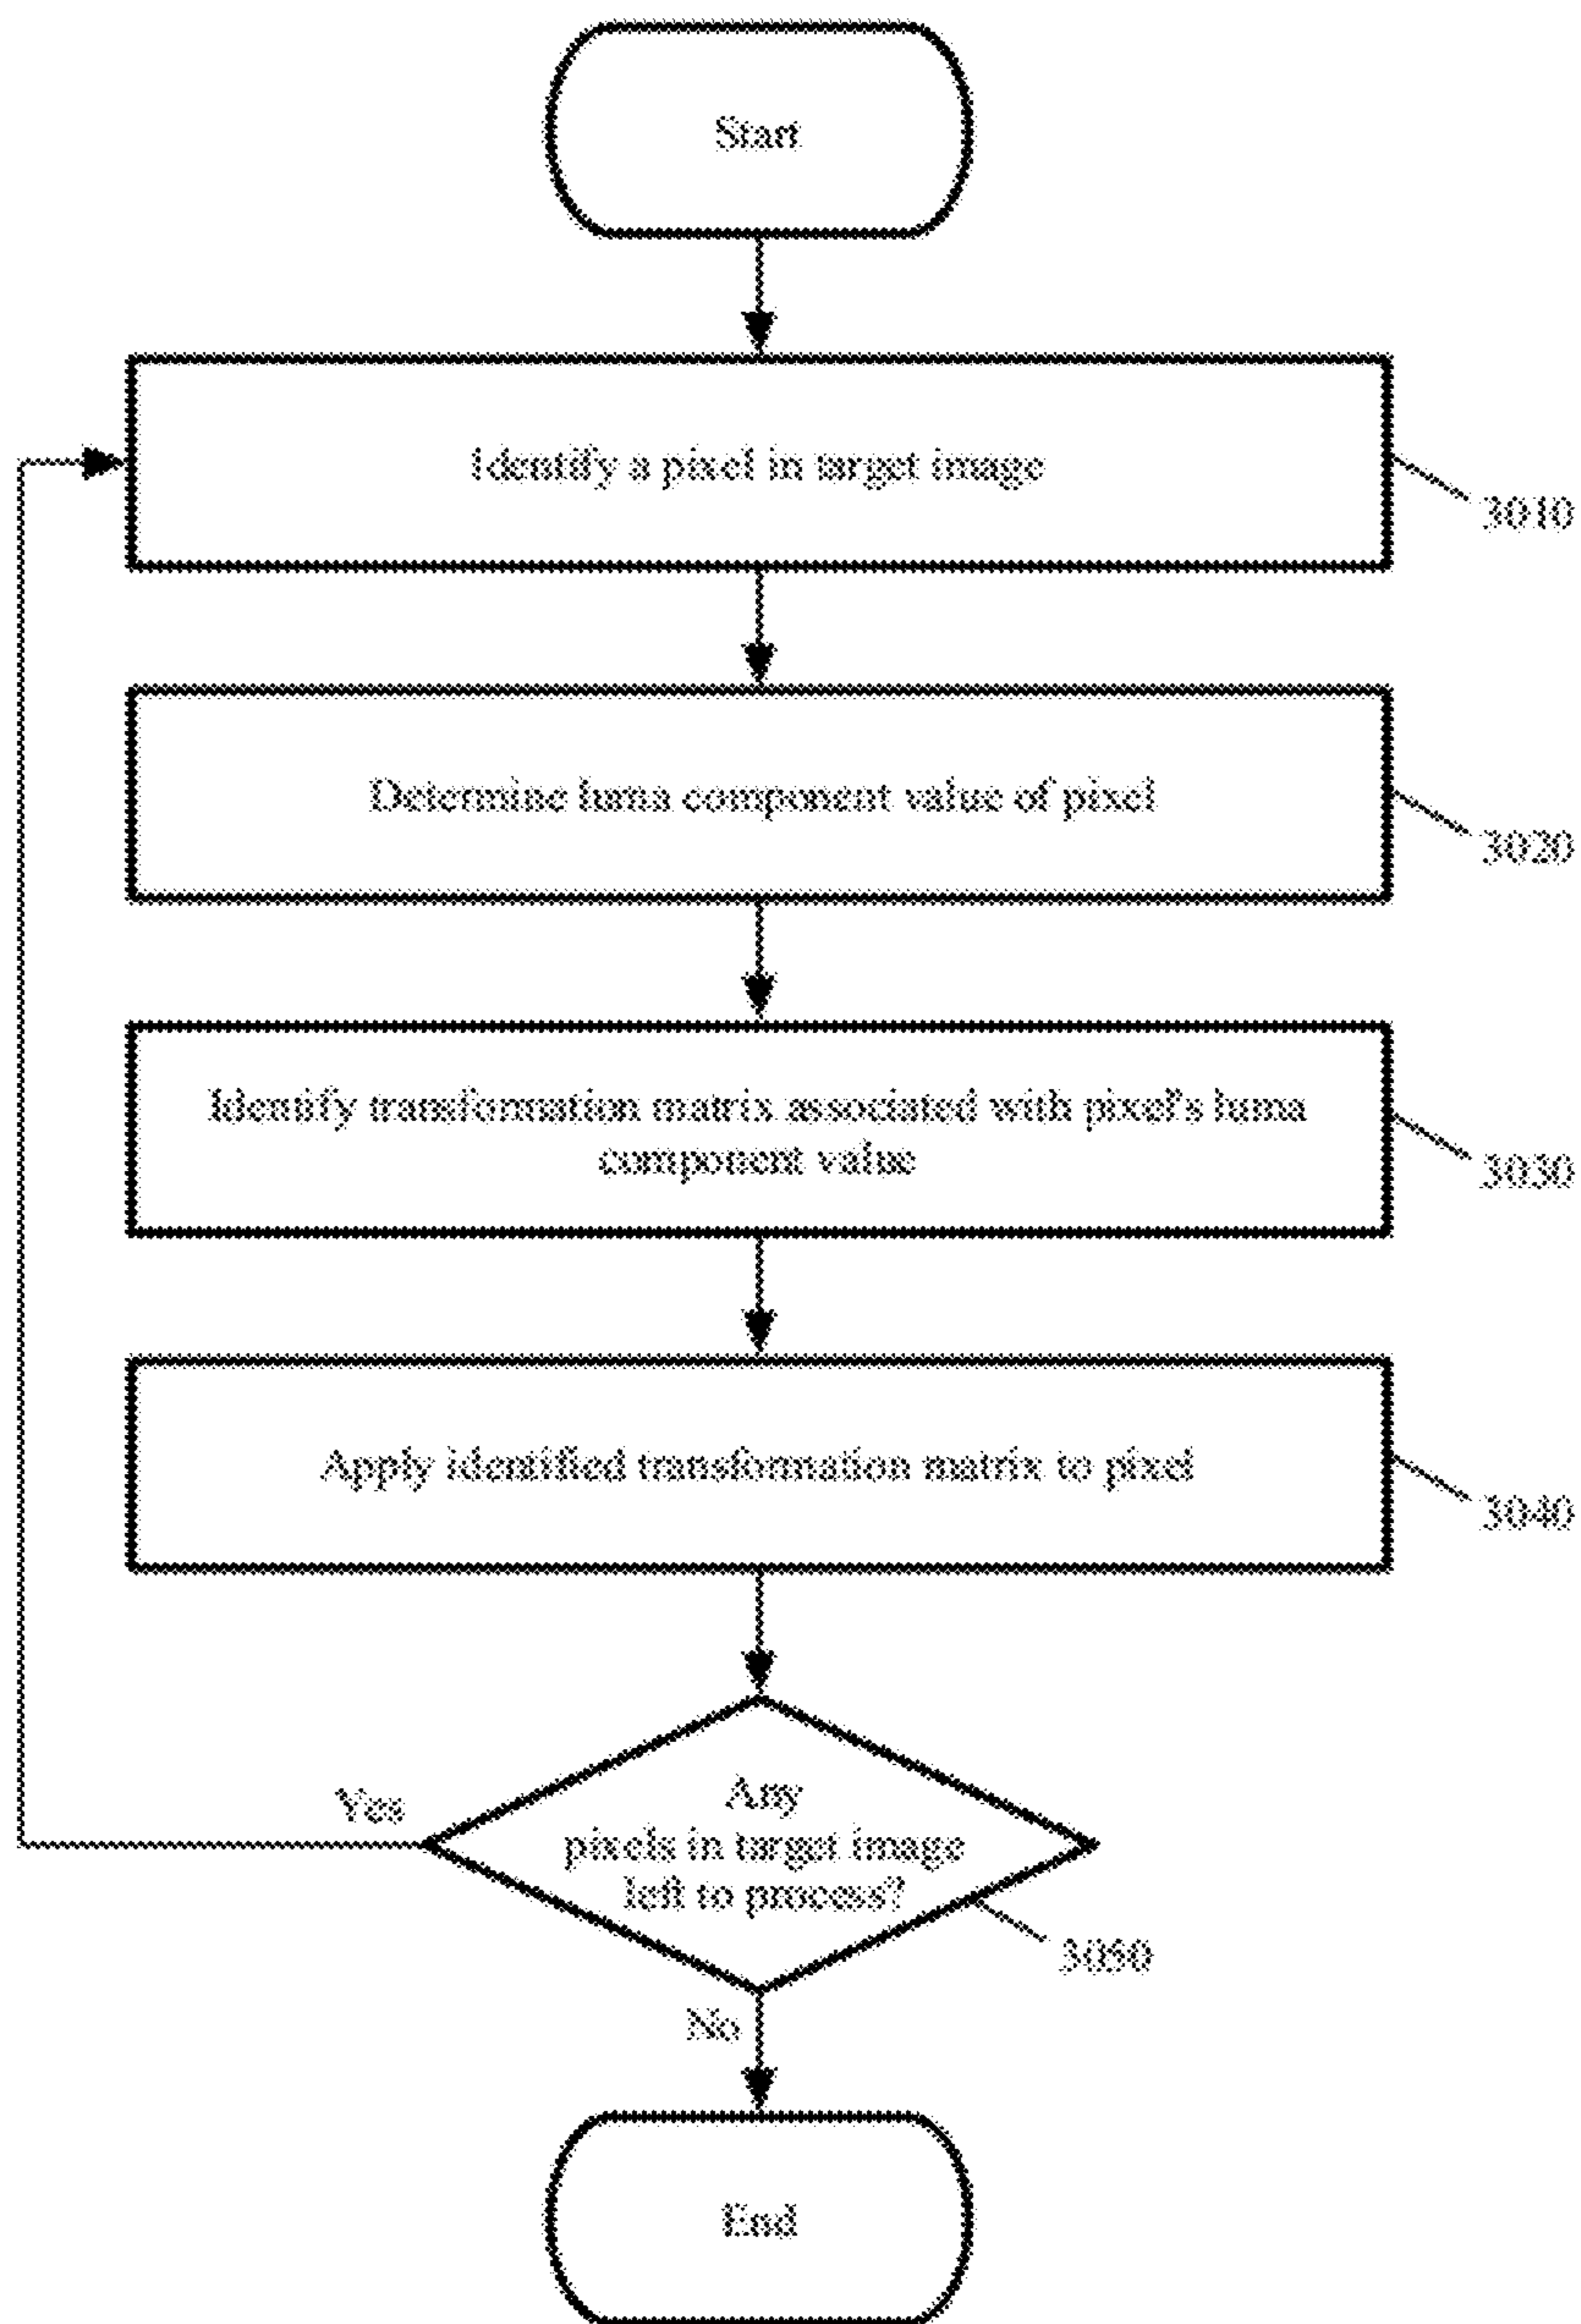 Start
Identify a pixel in target image
3010
Determine luma component value of pixel
3020
Identify transformation matrix associated with pixel's luma
component value
3030
Apply identified transformation matrix to pixel
3040
Yes
Any
pixels in target image
left to process?
3050
No
End